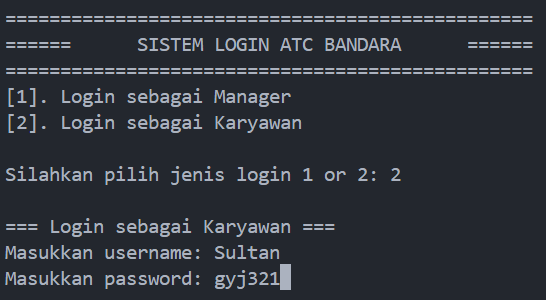 ================================================
======      SISTEM LOGIN ATC BANDARA      ======
================================================
[1]. Login sebagai Manager
[2]. Login sebagai Karyawan
Silahkan pilih jenis login 1 or 2: 2
=== Login sebagai Karyawan ===
Masukkan username: Sultan
Masukkan password: gyj321